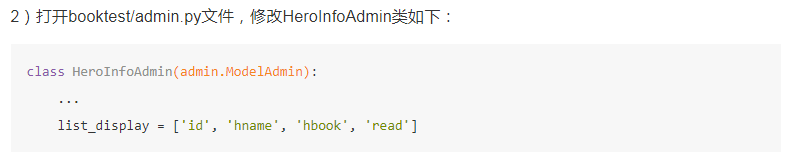 2）打开booktest/admin.py文件，修改HeroInfoAdmin类如下：
class HeroInfoAdmin(admin.ModelAdmin):
    ...
    list_display = ['id', 'hname', 'hbook', 'read']